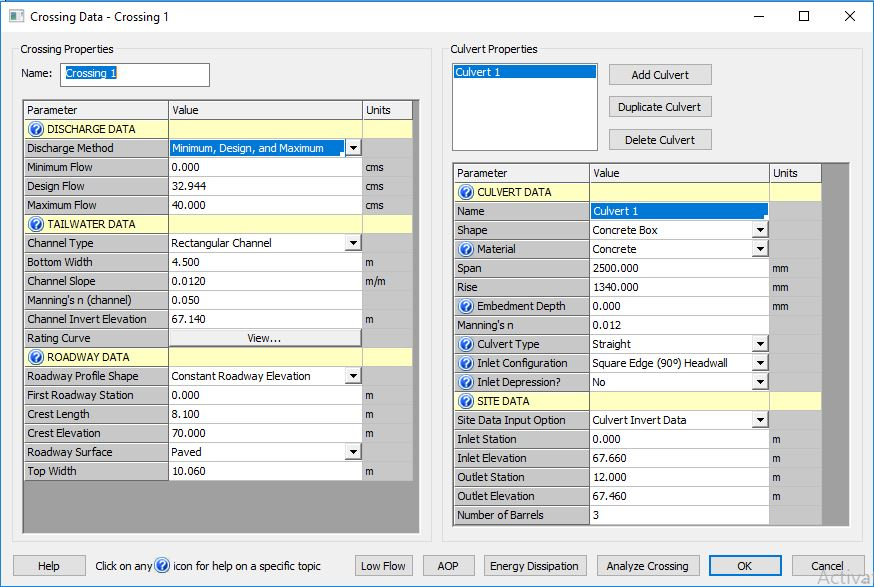 Crossing Data - Crossing 1
Crossing Properties
Name: Crossing 1
Parameter Value Units
DISCHARGE DATA
Discharge Method Minimum, Design, and Maximum
Minimum Flow 0.000 cms
Design Flow 32.944 cms
Maximum Flow 40.000 cms
TAILWATER DATA
Channel Type Rectangular Channel
Bottom Width 4.500 m
Channel Slope 0.0120 m/m
Manning's n (channel) 0.050
Channel Invert Elevation 67.140 m
Rating Curve View...
ROADWAY DATA
Roadway Profile Shape Constant Roadway Elevation
First Roadway Station 0.000 m
Crest Length 8.100 m
Crest Elevation 70.000 m
Roadway Surface Paved
Top Width 10.060 m
Culvert Properties
Culvert 1
Add Culvert
Duplicate Culvert
Delete Culvert
Parameter Value Units
CULVERT DATA
Name Culvert 1
Shape Concrete Box
Material Concrete
Span 2500.000 mm
Rise 1340.000 mm
Embedment Depth 0.000 mm
Manning's n 0.012
Culvert Type Straight
Inlet Configuration Square Edge (90º) Headwall
Inlet Depression? No
SITE DATA
Site Data Input Option Culvert Invert Data
Inlet Station 0.000 m
Inlet Elevation 67.660 m
Outlet Station 12.000 m
Outlet Elevation 67.460 m
Number of Barrels 3
Help Click on any ? icon for help on a specific topic Low Flow AOP Energy Dissipation Analyze Crossing OK Cancel
Activa